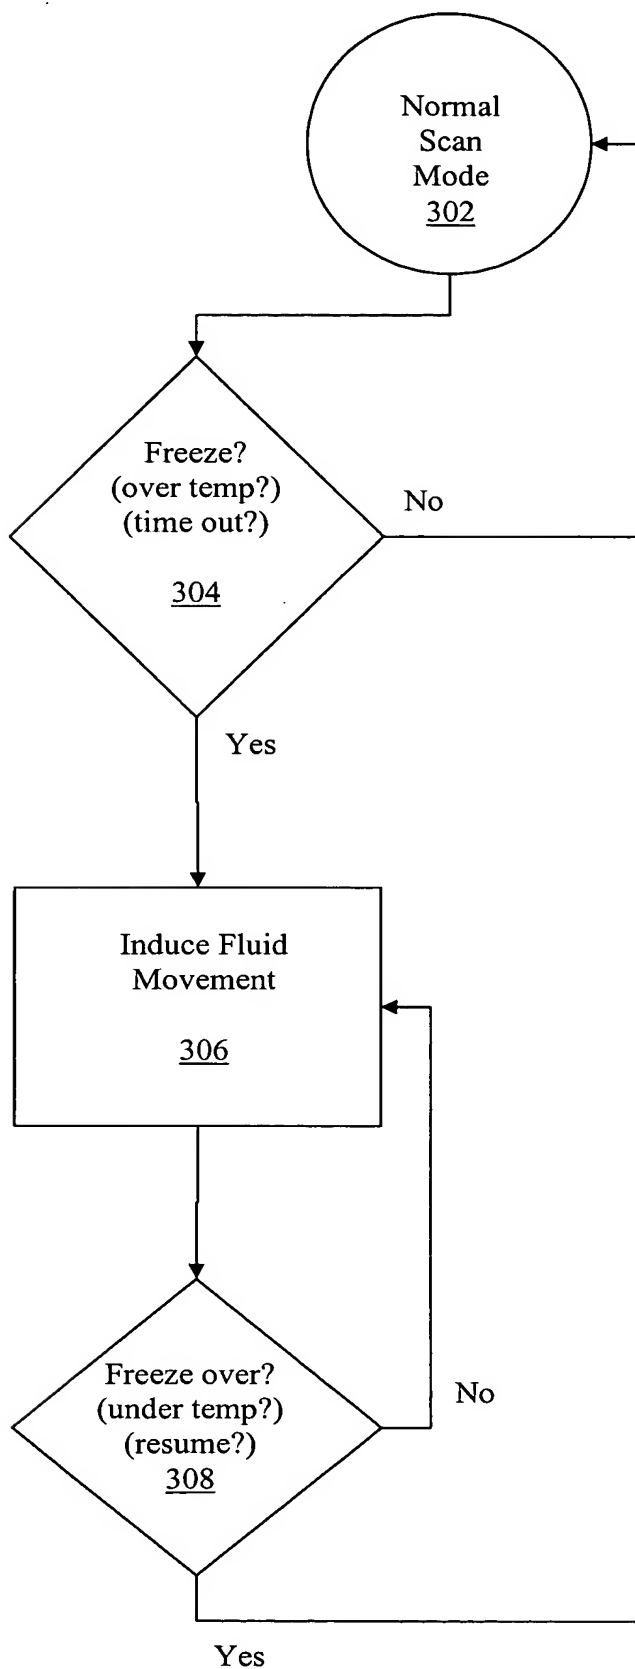 Normal
Scan
Mode
302
Freeze?
(over temp?)
(time out?)
304
No
Yes
Induce Fluid
Movement
306
Freeze over?
(under temp?)
(resume?)
308
No
Yes